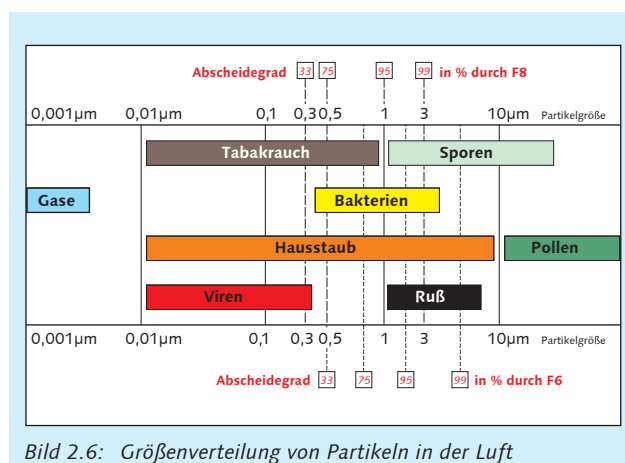 Abscheidegrad 33 75 95 99 in % durch F8
0,001µm 0,01µm 0,1 0,3 0,5 1 3 10µm Partikelgröße
Tabakrauch Sporen
Gase Bakterien
Hausstaub Pollen
Viren Ruß
0,001µm 0,01µm 0,1 0,3 0,5 1 3 10µm Partikelgröße
Abscheidegrad 33 75 95 99 in % durch F6
Bild 2.6: Größenverteilung von Partikeln in der Luft